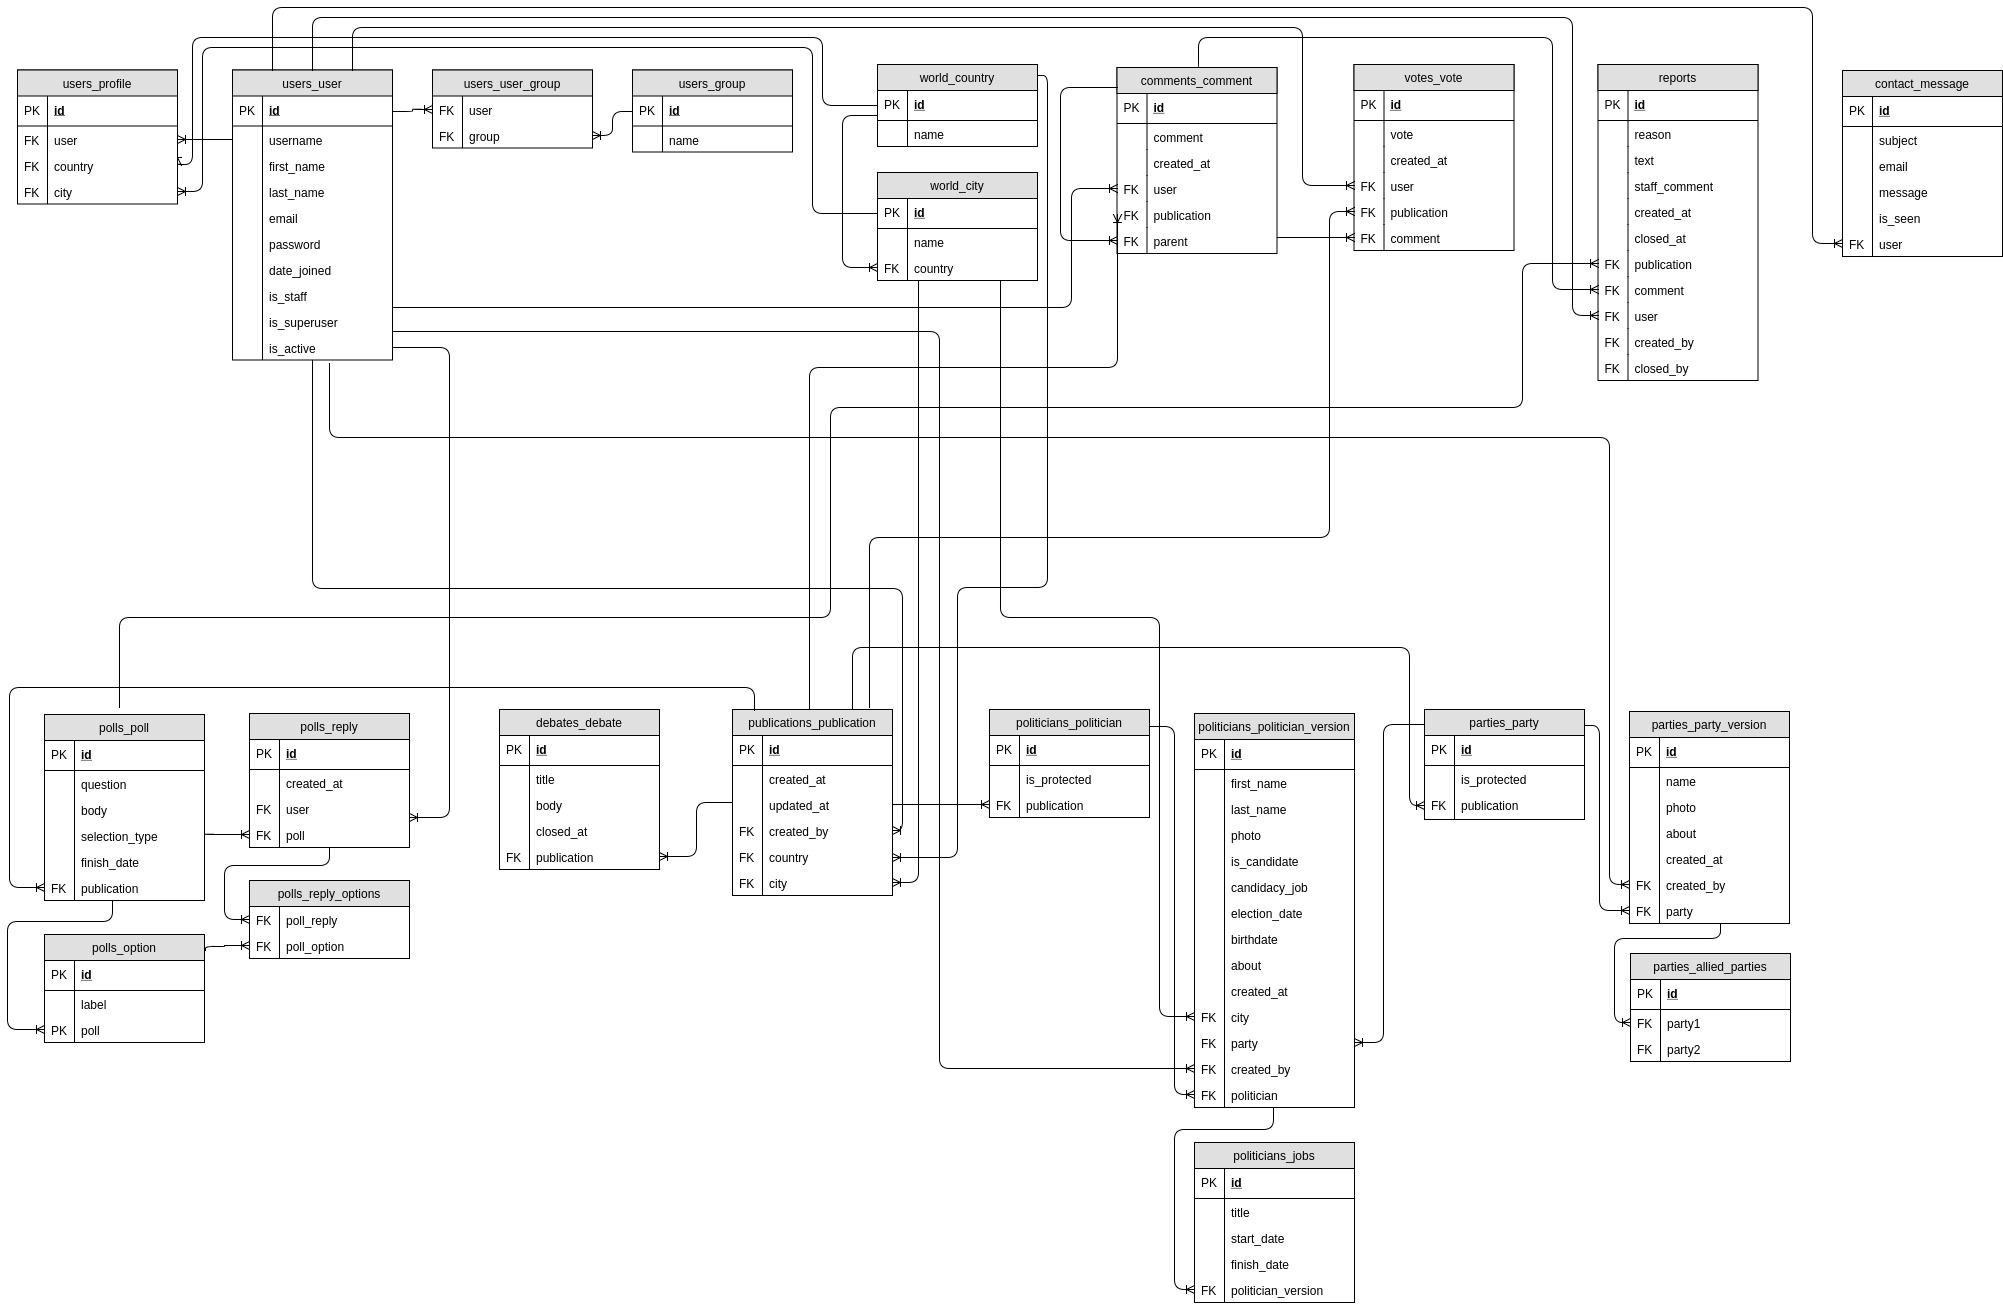 users_profile
PK id
FK user
FK country
FK city
users_user
PK id
username
first_name
last_name
email
password
date_joined
is_staff
is_superuser
is_active
users_user_group
FK user
FK group
users_group
PK id
name
world_country
PK id
name
world_city
PK id
name
FK country
comments_comment
PK id
comment
created_at
FK user
FK publication
FK parent
votes_vote
PK id
vote
created_at
FK user
FK publication
FK comment
reports
PK id
reason
text
staff_comment
created_at
closed_at
FK publication
FK comment
FK user
FK created_by
FK closed_by
contact_message
PK id
subject
email
message
is_seen
FK user
polls_poll
PK id
question
body
selection_type
finish_date
FK publication
polls_option
PK id
label
PK poll
polls_reply
PK id
created_at
FK user
FK poll
polls_reply_options
FK poll_reply
FK poll_option
debates_debate
PK id
title
body
closed_at
FK publication
publications_publication
PK id
created_at
updated_at
FK created_by
FK country
FK city
politicians_politician
PK id
is_protected
FK publication
politicians_politician_version
PK id
first_name
last_name
photo
is_candidate
candidacy_job
election_date
birthdate
about
created_at
FK city
FK party
FK created_by
FK politician
politicians_jobs
PK id
title
start_date
finish_date
FK politician_version
parties_party
PK id
is_protected
FK publication
parties_party_version
PK id
name
photo
about
created_at
FK created_by
FK party
parties_allied_parties
PK id
FK party1
FK party2